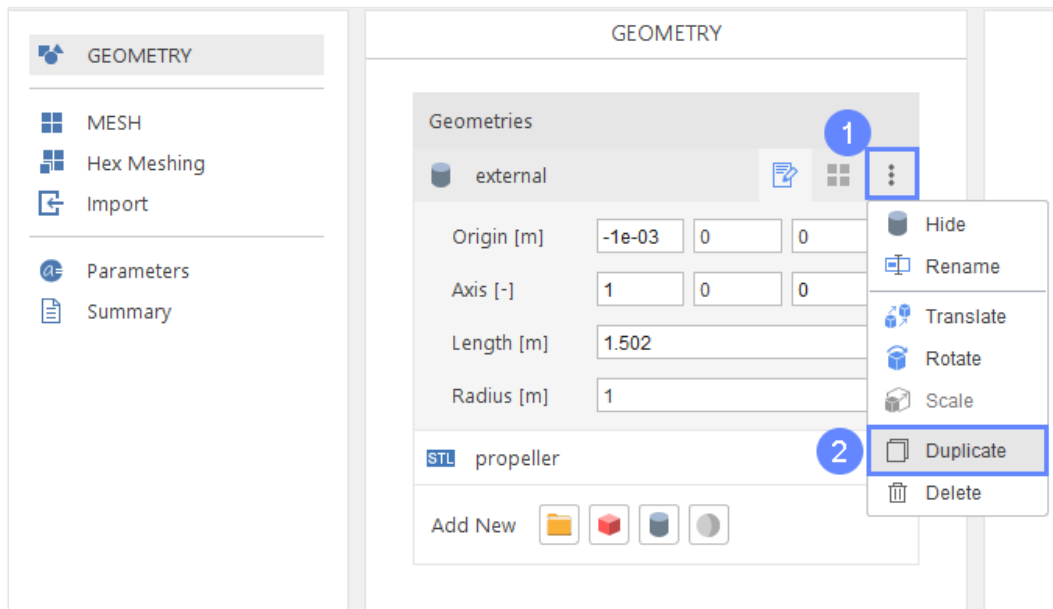 GEOMETRY
MESH
Hex Meshing
Import
a=
Parameters
Summary
GEOMETRY
Geometries
1
external
Origin [m] -1e-03 0 0
Axis [-] 1 0 0
Length [m] 1.502
Radius [m] 1
STL propeller
Add New
Hide
Rename
Translate
Rotate
Scale
2
Duplicate
Delete